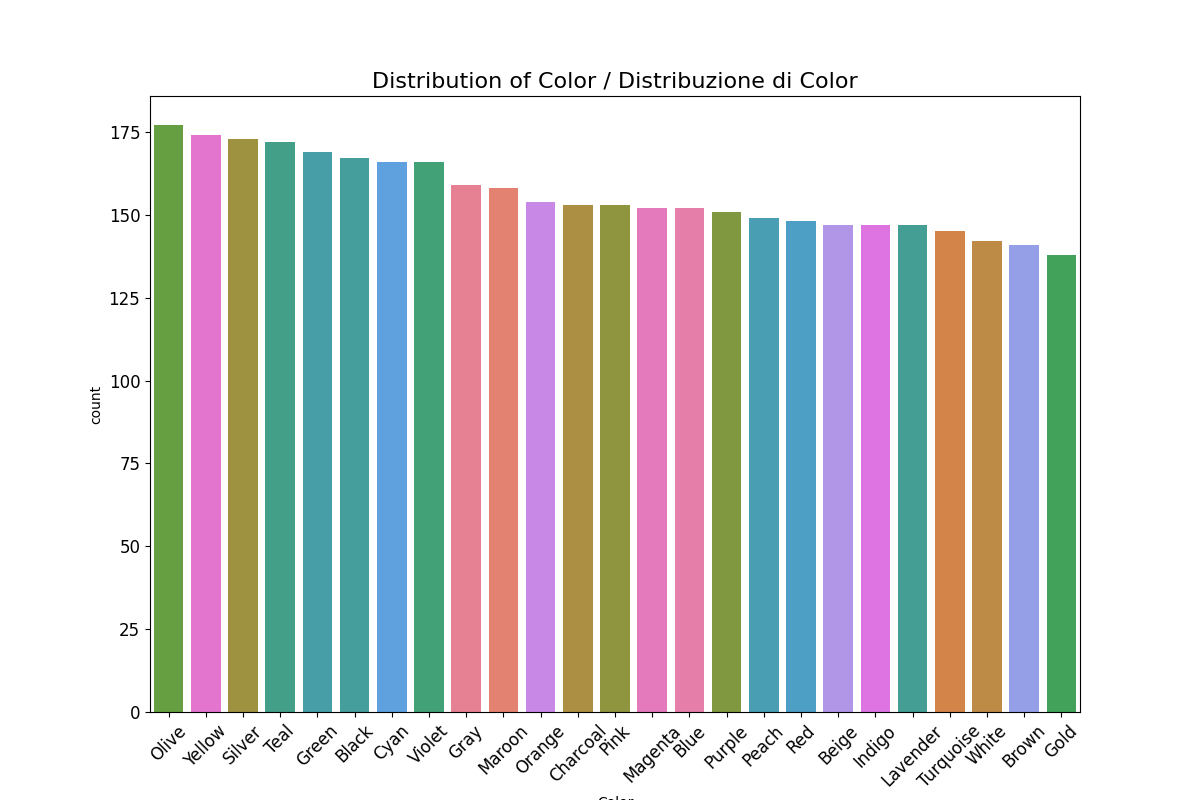 Distribution of Color / Distribuzione di Color
175
150
125
100
75
50
25
0
count
Olive
Yellow
Silver
Teal
Green
Black
Cyan
Violet
Gray
Maroon
Orange
Charcoal
Pink
Magenta
Blue
Purple
Peach
Red
Beige
Indigo
Lavender
Turquoise
White
Brown
Gold
Color